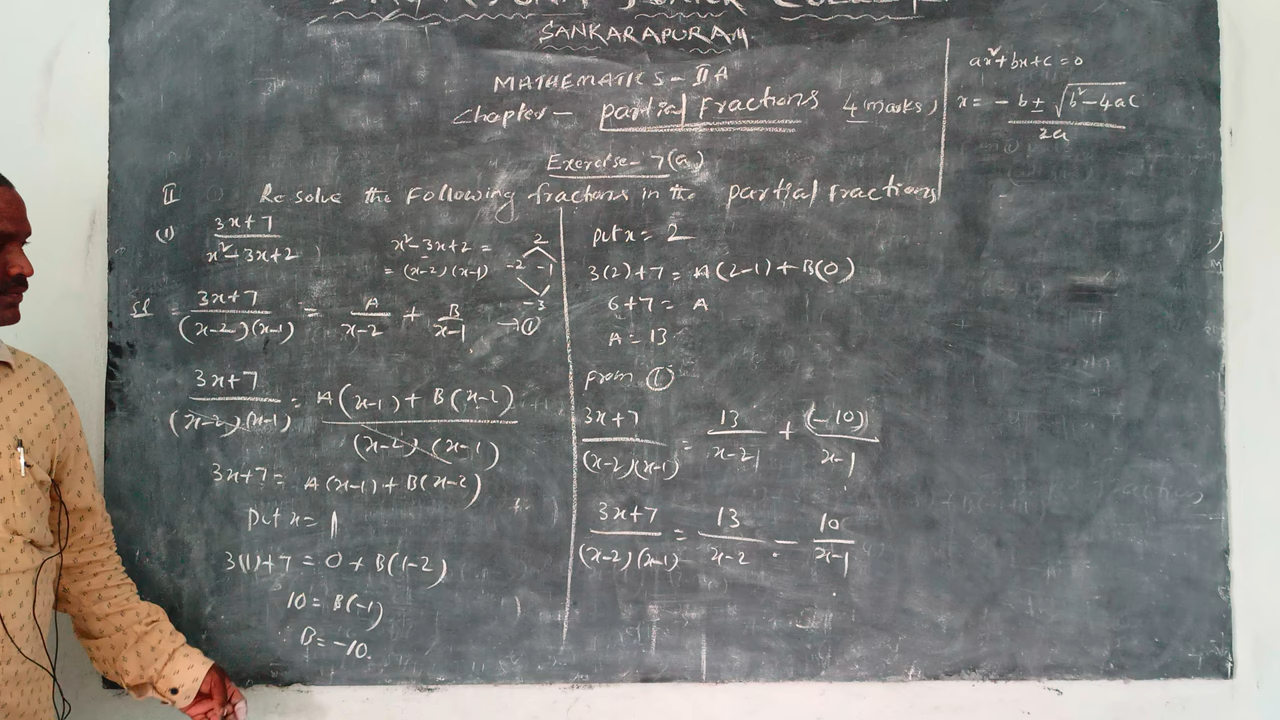 SANKARAPURAM
MATHEMATICS - II A
Chapter - Partial Fractions 4 (marks)
Exercise - 7(a)
II Resolve the Following fractions in the partial fractions
(1) 3x+7 / x²-3x+2
x²-3x+2 =
= (x-2)(x-1)
2
-2 -1
-3
Sol 3x+7 / (x-2)(x-1) = A / x-2 + B / x-1 → ①
3x+7 / (x-2)(x-1) = A(x-1) + B(x-2) / (x-2)(x-1)
3x+7 = A(x-1) + B(x-2)
Put x = 1
3(1)+7 = 0 + B(1-2)
10 = B(-1)
B = -10.
Put x = 2
3(2)+7 = A(2-1) + B(0)
6+7 = A
A = 13
From ①
3x+7 / (x-2)(x-1) = 13 / x-2 + (-10) / x-1
3x+7 / (x-2)(x-1) = 13 / x-2 - 10 / x-1
ax²+bx+c = 0
x = -b ± √b²-4ac / 2a